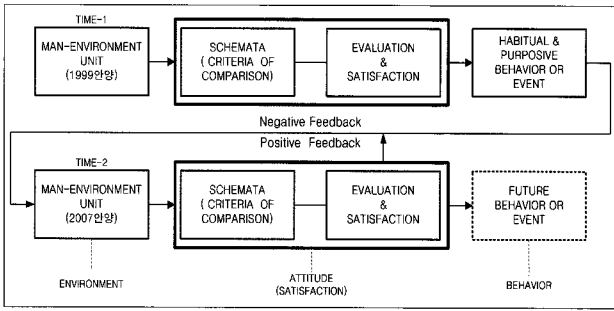 TIME-1
MAN-ENVIRONMENT
UNIT
(1999안양)
SCHEMATA
( CRITERIA OF
COMPARISON)
EVALUATION
&
SATISFACTION
HABITUAL &
PURPOSIVE
BEHAVIOR OR
EVENT
Negative Feedback
Positive Feedback
TIME-2
MAN-ENVIRONMENT
UNIT
(2007안양)
SCHEMATA
( CRITERIA OF
COMPARISON)
EVALUATION
&
SATISFACTION
FUTURE
BEHAVIOR OR
EVENT
ENVIRONMENT
ATTITUDE
(SATISFACTION)
BEHAVIOR